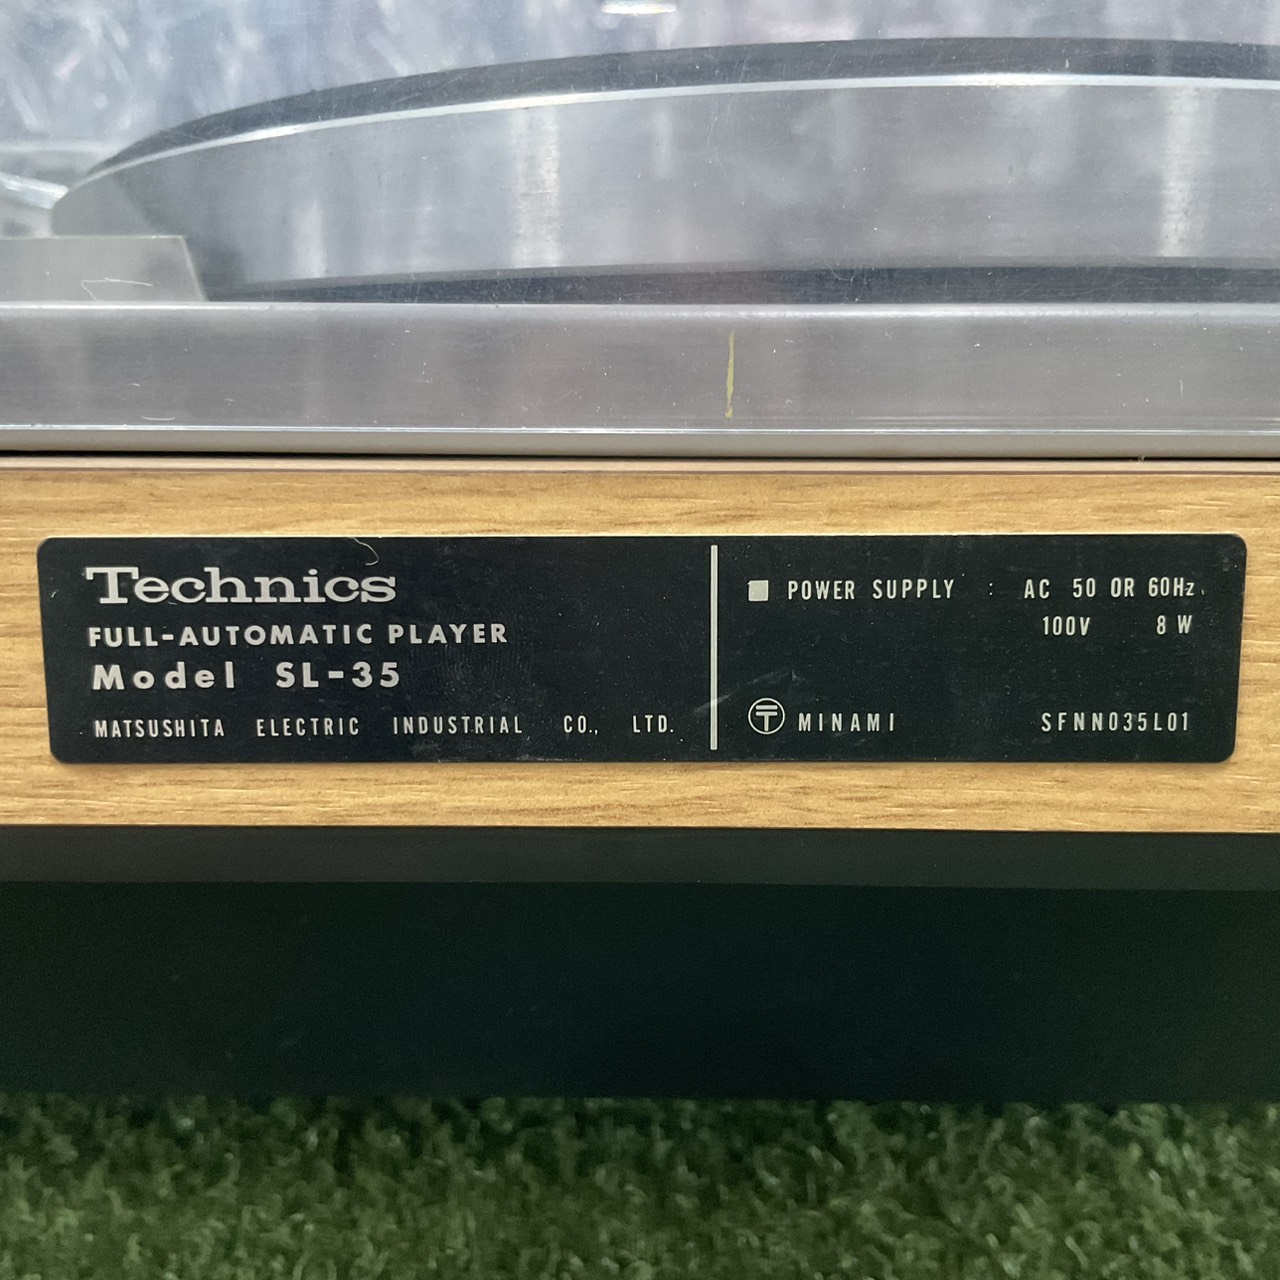 Technics
FULL-AUTOMATIC PLAYER
Model SL-35
MATSUSHITA ELECTRIC INDUSTRIAL CO., LTD.
POWER SUPPLY : AC 50 OR 60Hz
100V 8W
〒 MINAMI SFNN035L01